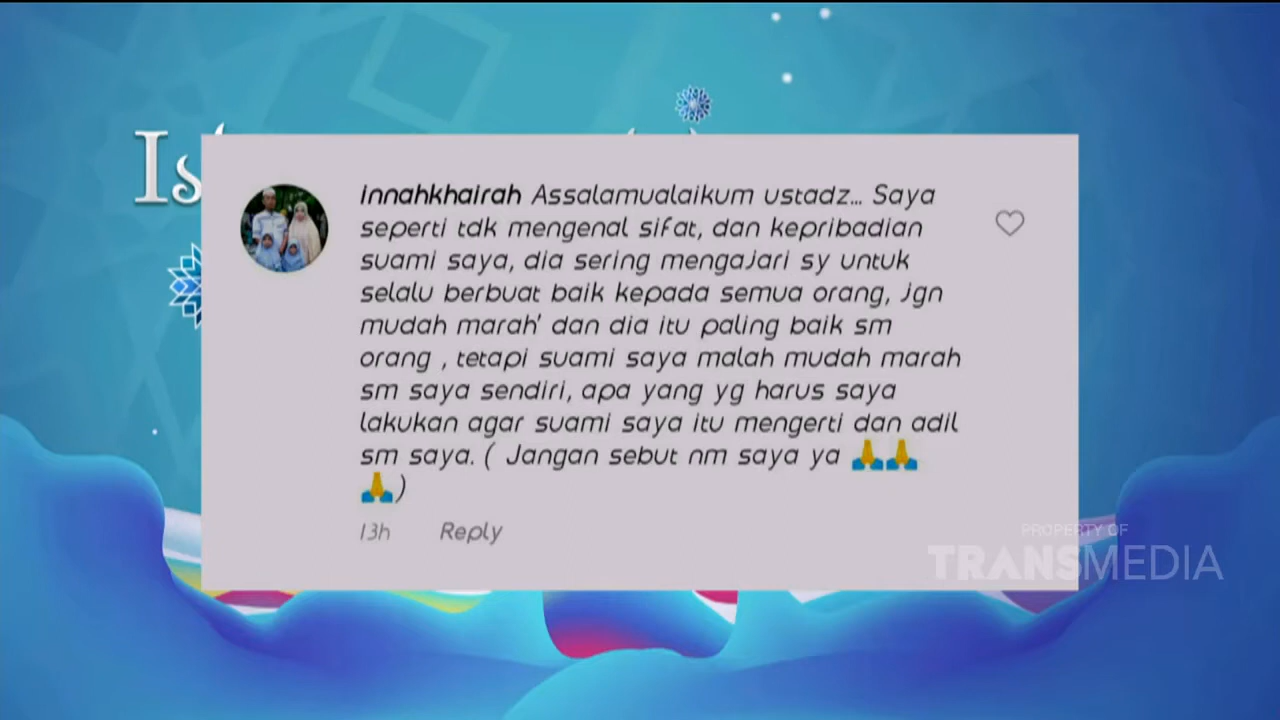 Is
innahkhairah Assalamualaikum ustadz... Saya
seperti tdk mengenal sifat, dan kepribadian
suami saya, dia sering mengajari sy untuk
selalu berbuat baik kepada semua orang, jgn
mudah marah' dan dia itu paling baik sm
orang , tetapi suami saya malah mudah marah
sm saya sendiri, apa yang yg harus saya
lakukan agar suami saya itu mengerti dan adil
sm saya. ( Jangan sebut nm saya ya 🙏🙏
🙏)
13h Reply
PROPERTY OF
TRANSMEDIA